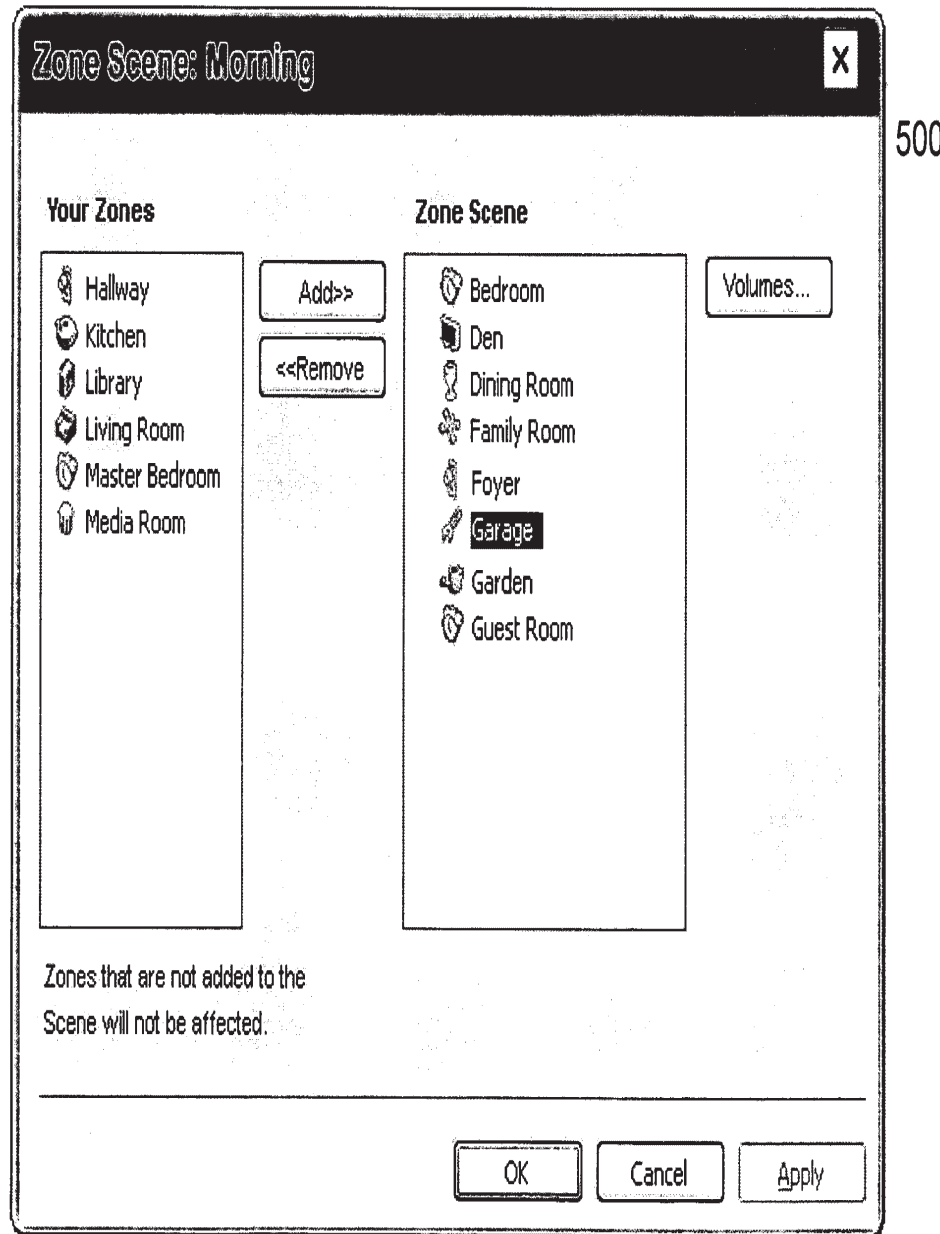 Zone Scene: Morning
X
500
Your Zones
Hallway
Kitchen
Library
Living Room
Master Bedroom
Media Room
Add>>
<<Remove
Zone Scene
Bedroom
Den
Dining Room
Family Room
Foyer
Garage
Garden
Guest Room
Volumes...
Zones that are not added to the
Scene will not be affected.
OK
Cancel
Apply